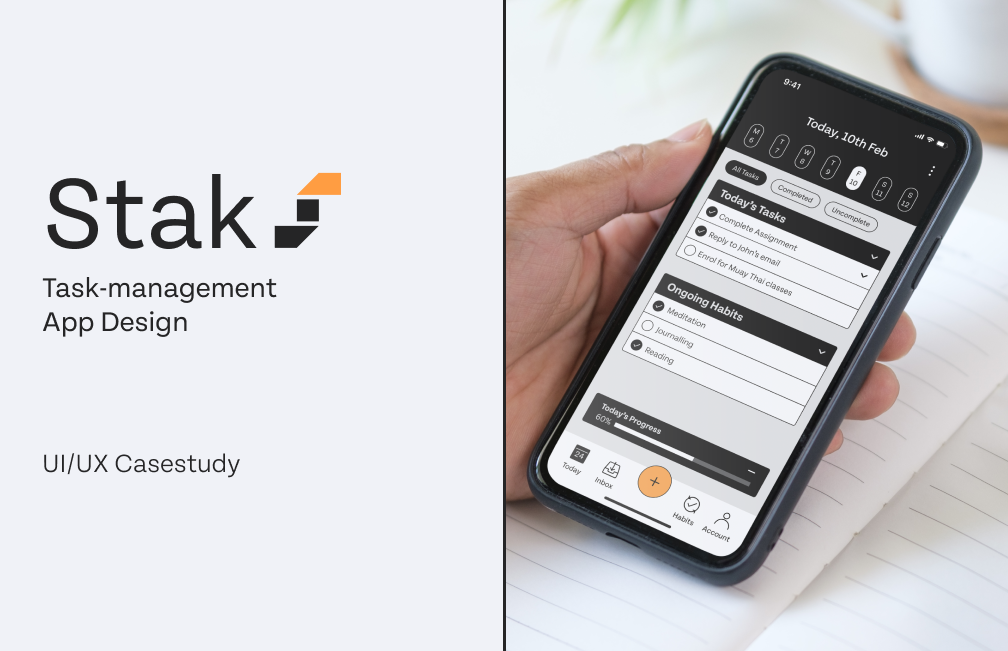 Stak
Task-management
App Design
UI/UX Casestudy
9:41
Today, 10th Feb
M T W T F S S
6 7 8 9 10 11 12
All Tasks Completed Uncomplete
Today's Tasks
Complete Assignment
Reply to John's email
Enrol for Muay Thai classes
Ongoing Habits
Meditation
Journalling
Reading
Today's Progress
60%
24
Today Inbox + Habits Account